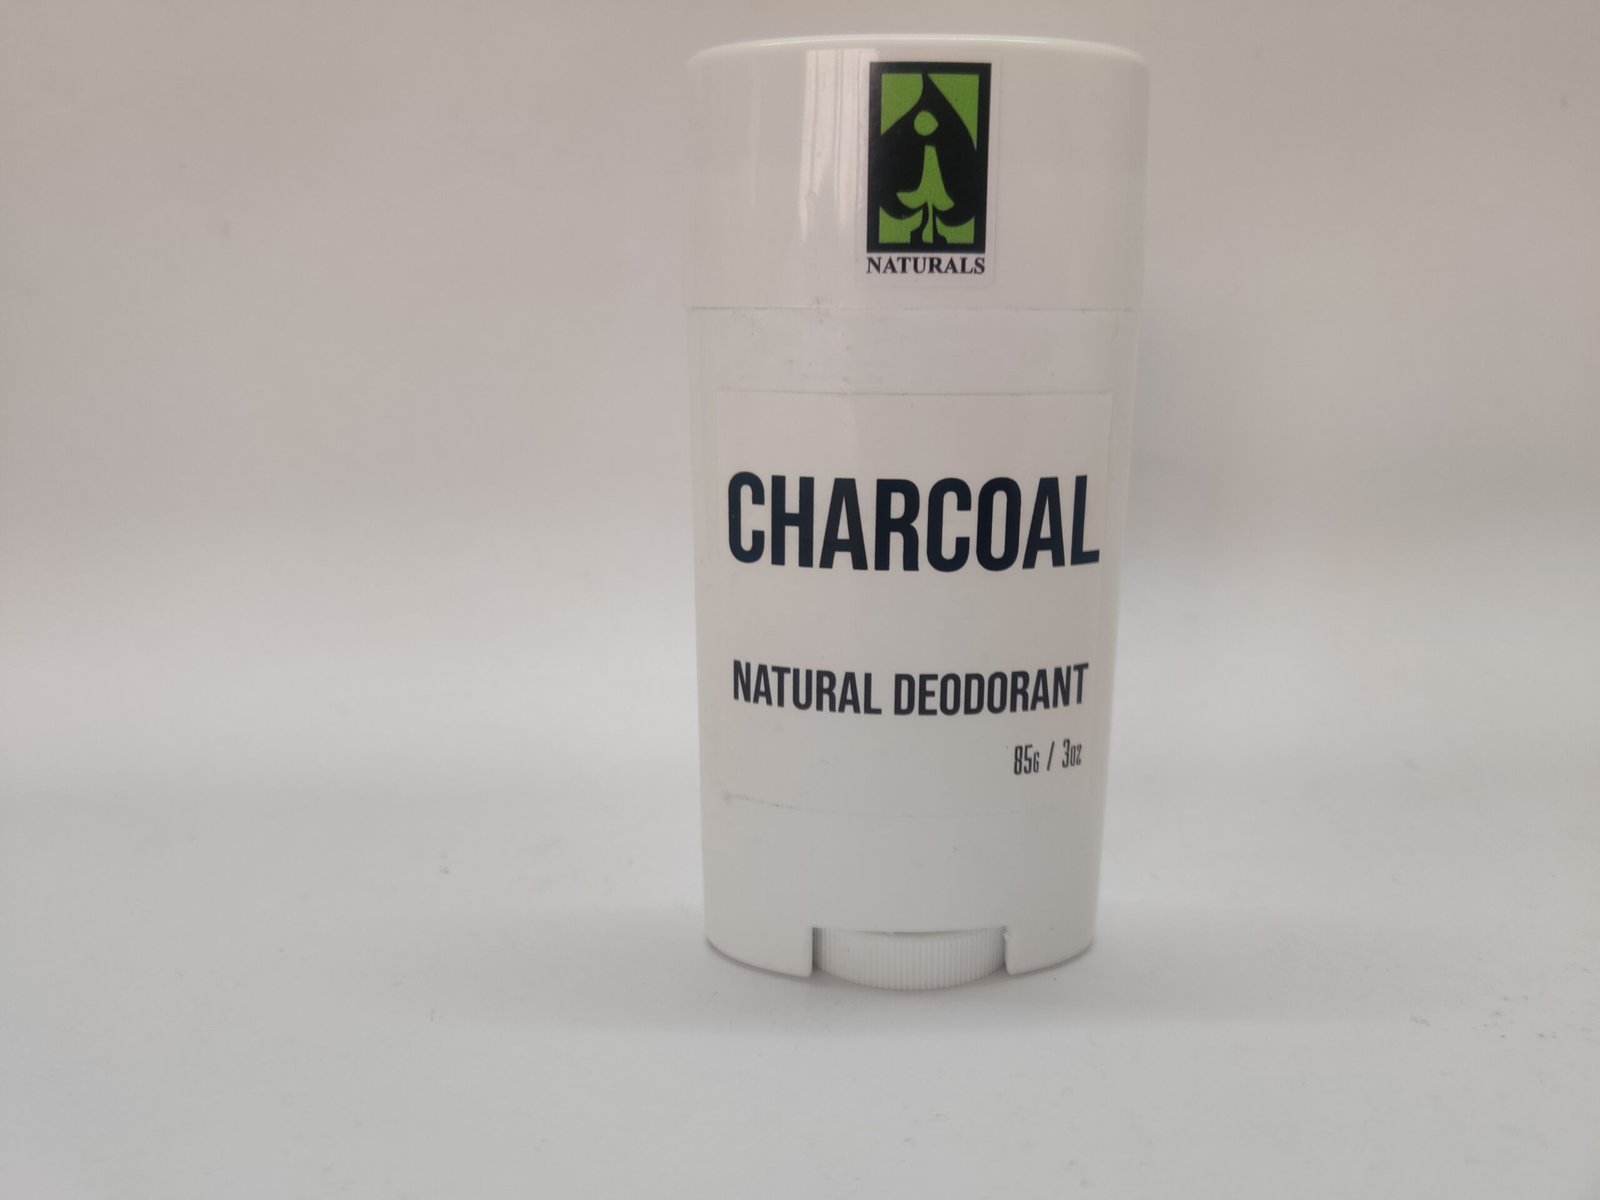 NATURALS
CHARCOAL
NATURAL DEODORANT
85G / 3OZ